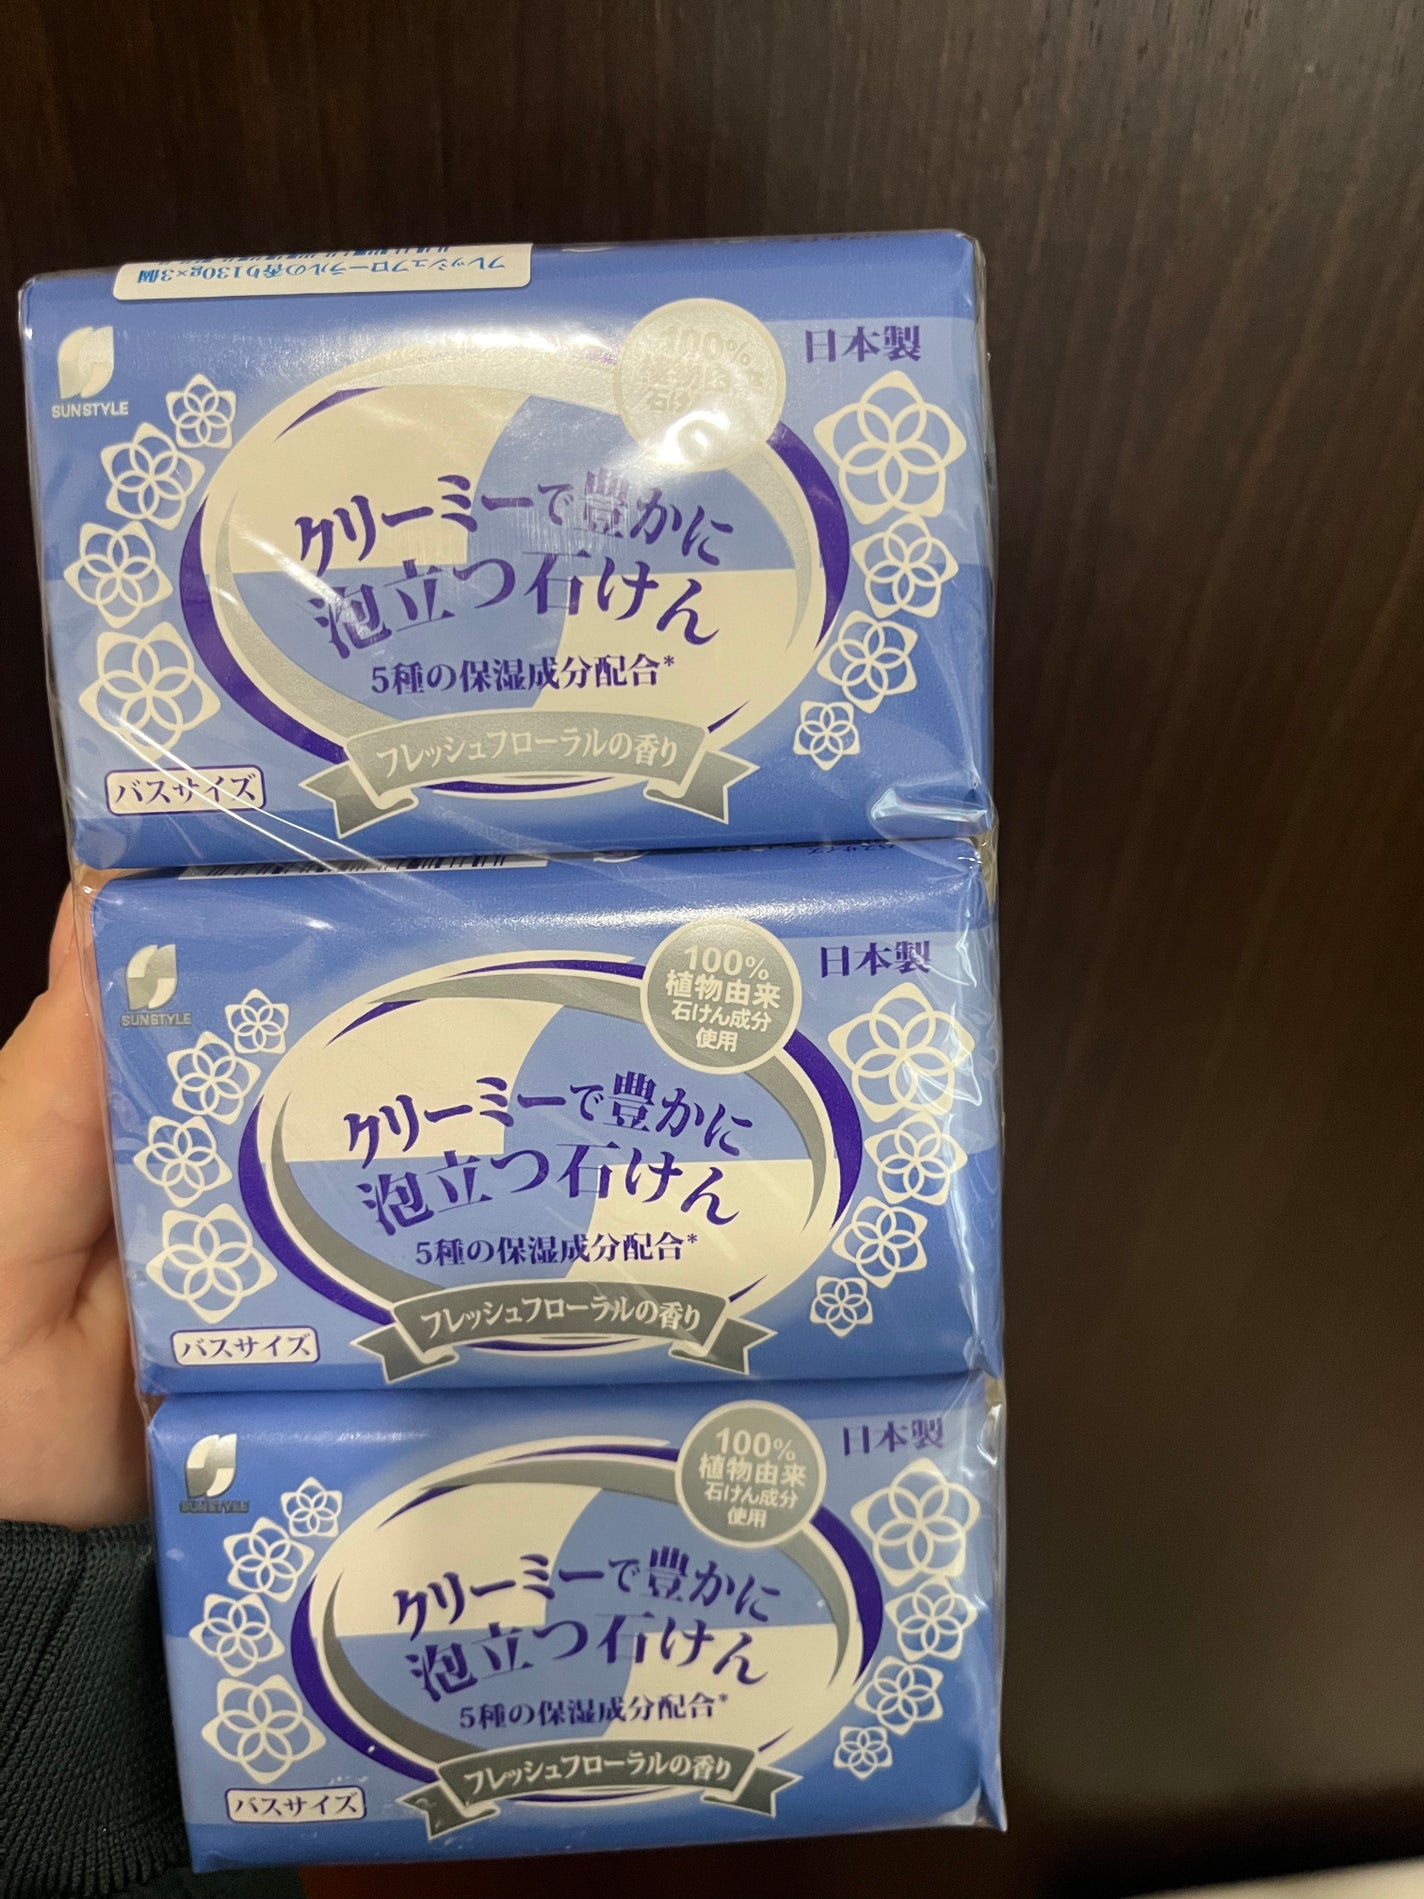 フレッシュフローラルの香り130g×3個
SUNSTYLE
100%
植物由来
石け
日本製
クリーミーで豊かに
泡立つ石けん
5種の保湿成分配合*
フレッシュフローラルの香り
バスサイズ
SUNSTYLE
100%
植物由来
石けん成分
使用
日本製
クリーミーで豊かに
泡立つ石けん
5種の保湿成分配合*
フレッシュフローラルの香り
バスサイズ
SUNSTYLE
100%
植物由来
石けん成分
使用
日本製
クリーミーで豊かに
泡立つ石けん
5種の保湿成分配合*
フレッシュフローラルの香り
バスサイズ